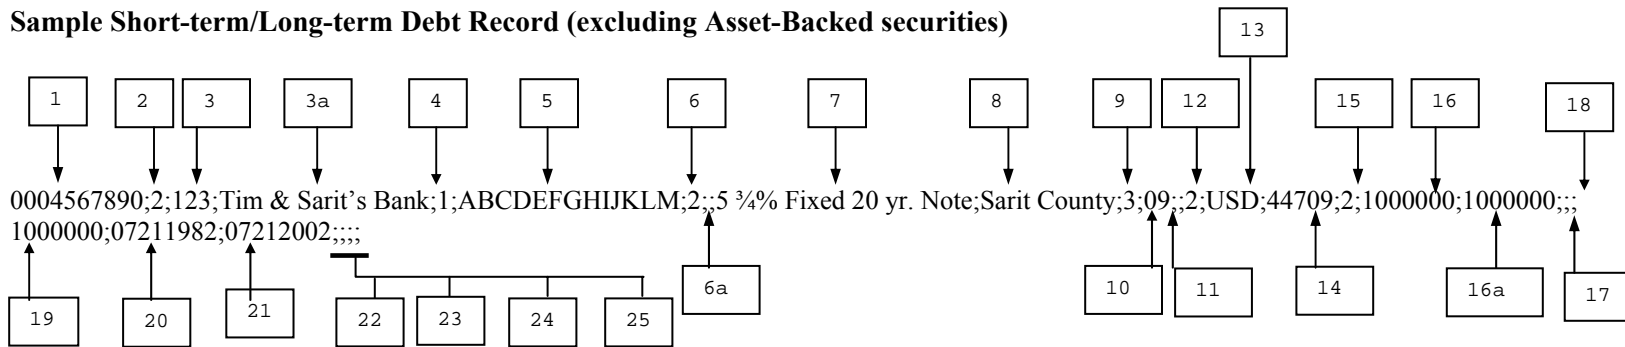 Sample Short-term/Long-term Debt Record (excluding Asset-Backed securities)
13
1 2 3 3a 4 5 6 7 8 9 12 15 16 18
0004567890;2;123;Tim & Sarit’s Bank;1;ABCDEFGHIJKLM;2;;5 ¾% Fixed 20 yr. Note;Sarit County;3;09;;2;USD;44709;2;1000000;1000000;;;
1000000;07211982;07212002;;;;
19 20 21 22 23 24 25 6a 10 11 14 16a 17